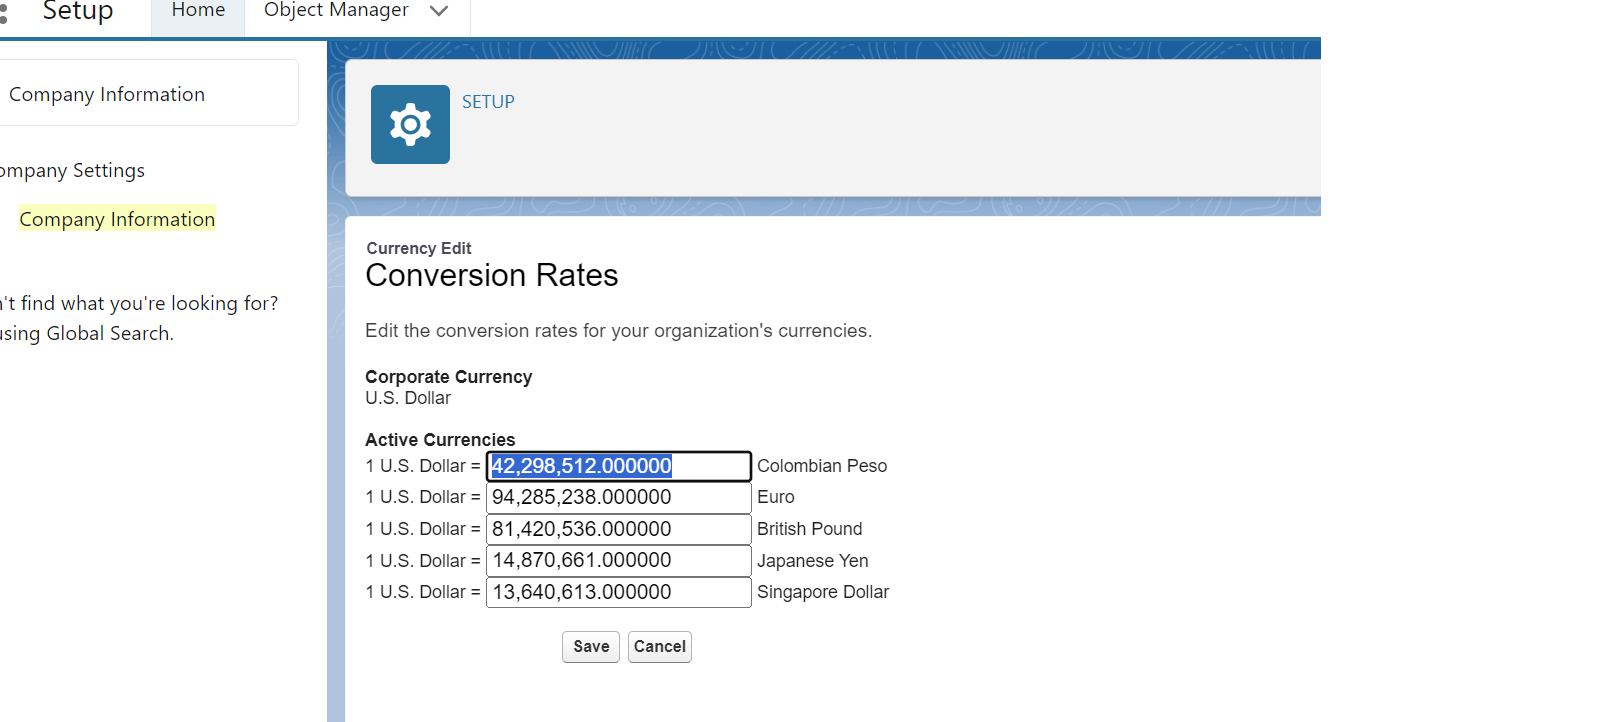 Setup
Home
Object Manager
Company Information
ompany Settings
Company Information
't find what you're looking for?
using Global Search.
SETUP
Currency Edit
Conversion Rates
Edit the conversion rates for your organization's currencies.
Corporate Currency
U.S. Dollar
Active Currencies
1 U.S. Dollar = 42,298,512.000000 Colombian Peso
1 U.S. Dollar = 94,285,238.000000 Euro
1 U.S. Dollar = 81,420,536.000000 British Pound
1 U.S. Dollar = 14,870,661.000000 Japanese Yen
1 U.S. Dollar = 13,640,613.000000 Singapore Dollar
Save Cancel